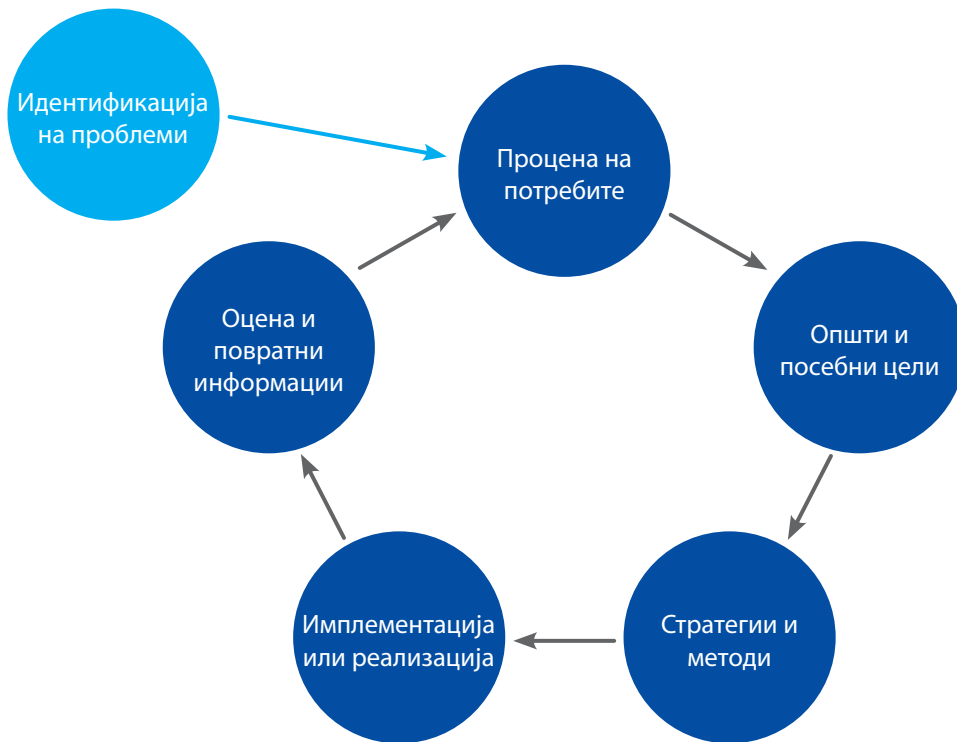 Идентификација
на проблеми
Процена на
потребите
Општи и
посебни цели
Стратегии и
методи
Имплементација
или реализација
Оцена и
повратни
информации